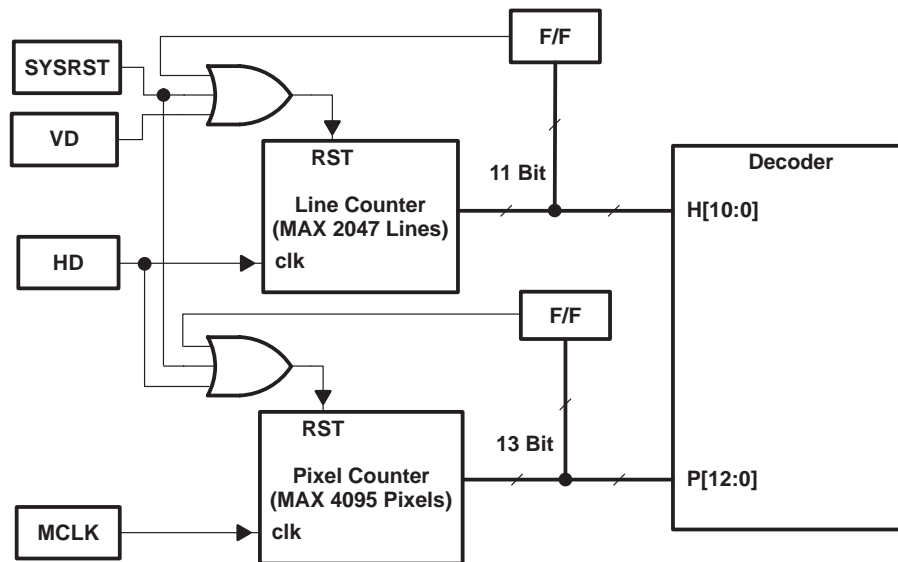 F/F
SYSRST
VD
RST
Line Counter
(MAX 2047 Lines)
clk
11 Bit
Decoder
H[10:0]
HD
F/F
RST
Pixel Counter
(MAX 4095 Pixels)
clk
13 Bit
P[12:0]
MCLK